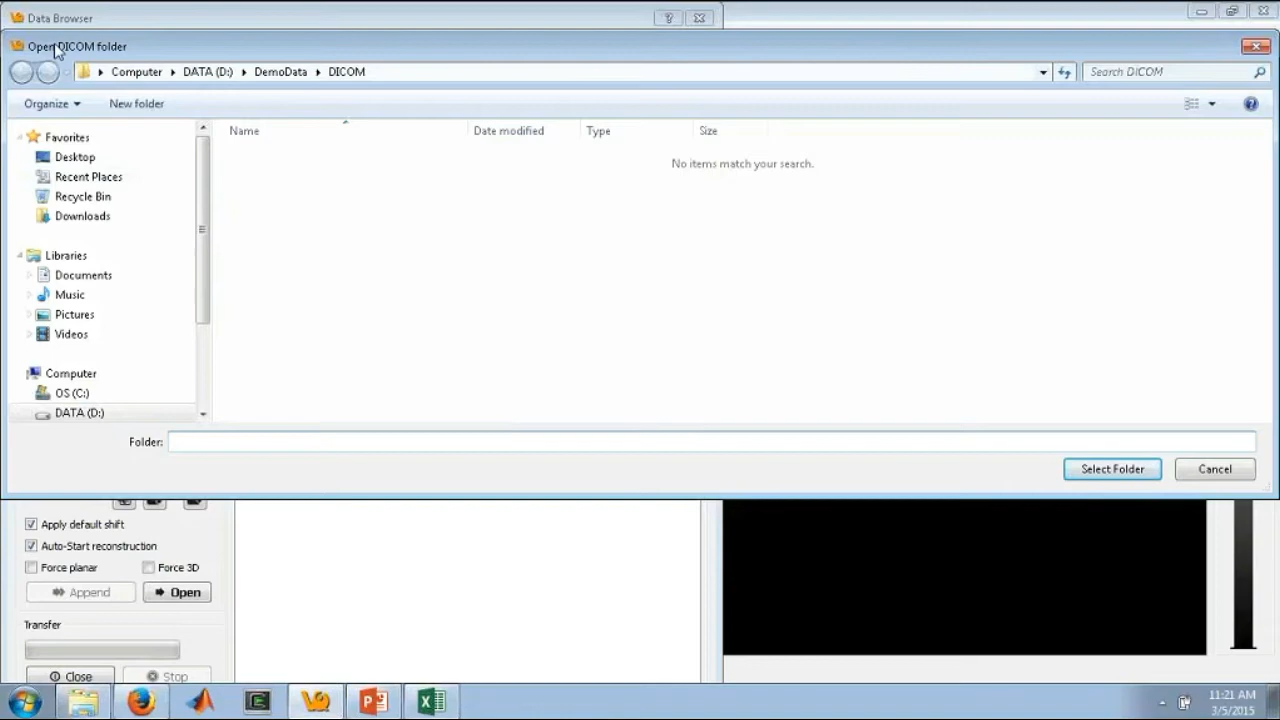 Data Browser
Open DICOM folder
Computer DATA (D:) DemoData DICOM
Search DICOM
Organize New folder
Name Date modified Type Size
No items match your search.
Favorites
Desktop
Recent Places
Recycle Bin
Downloads
Libraries
Documents
Music
Pictures
Videos
Computer
OS (C:)
DATA (D:)
Folder:
Select Folder Cancel
Apply default shift
Auto-Start reconstruction
Force planar Force 3D
Append Open
Transfer
Close Stop
11:21 AM
3/5/2015